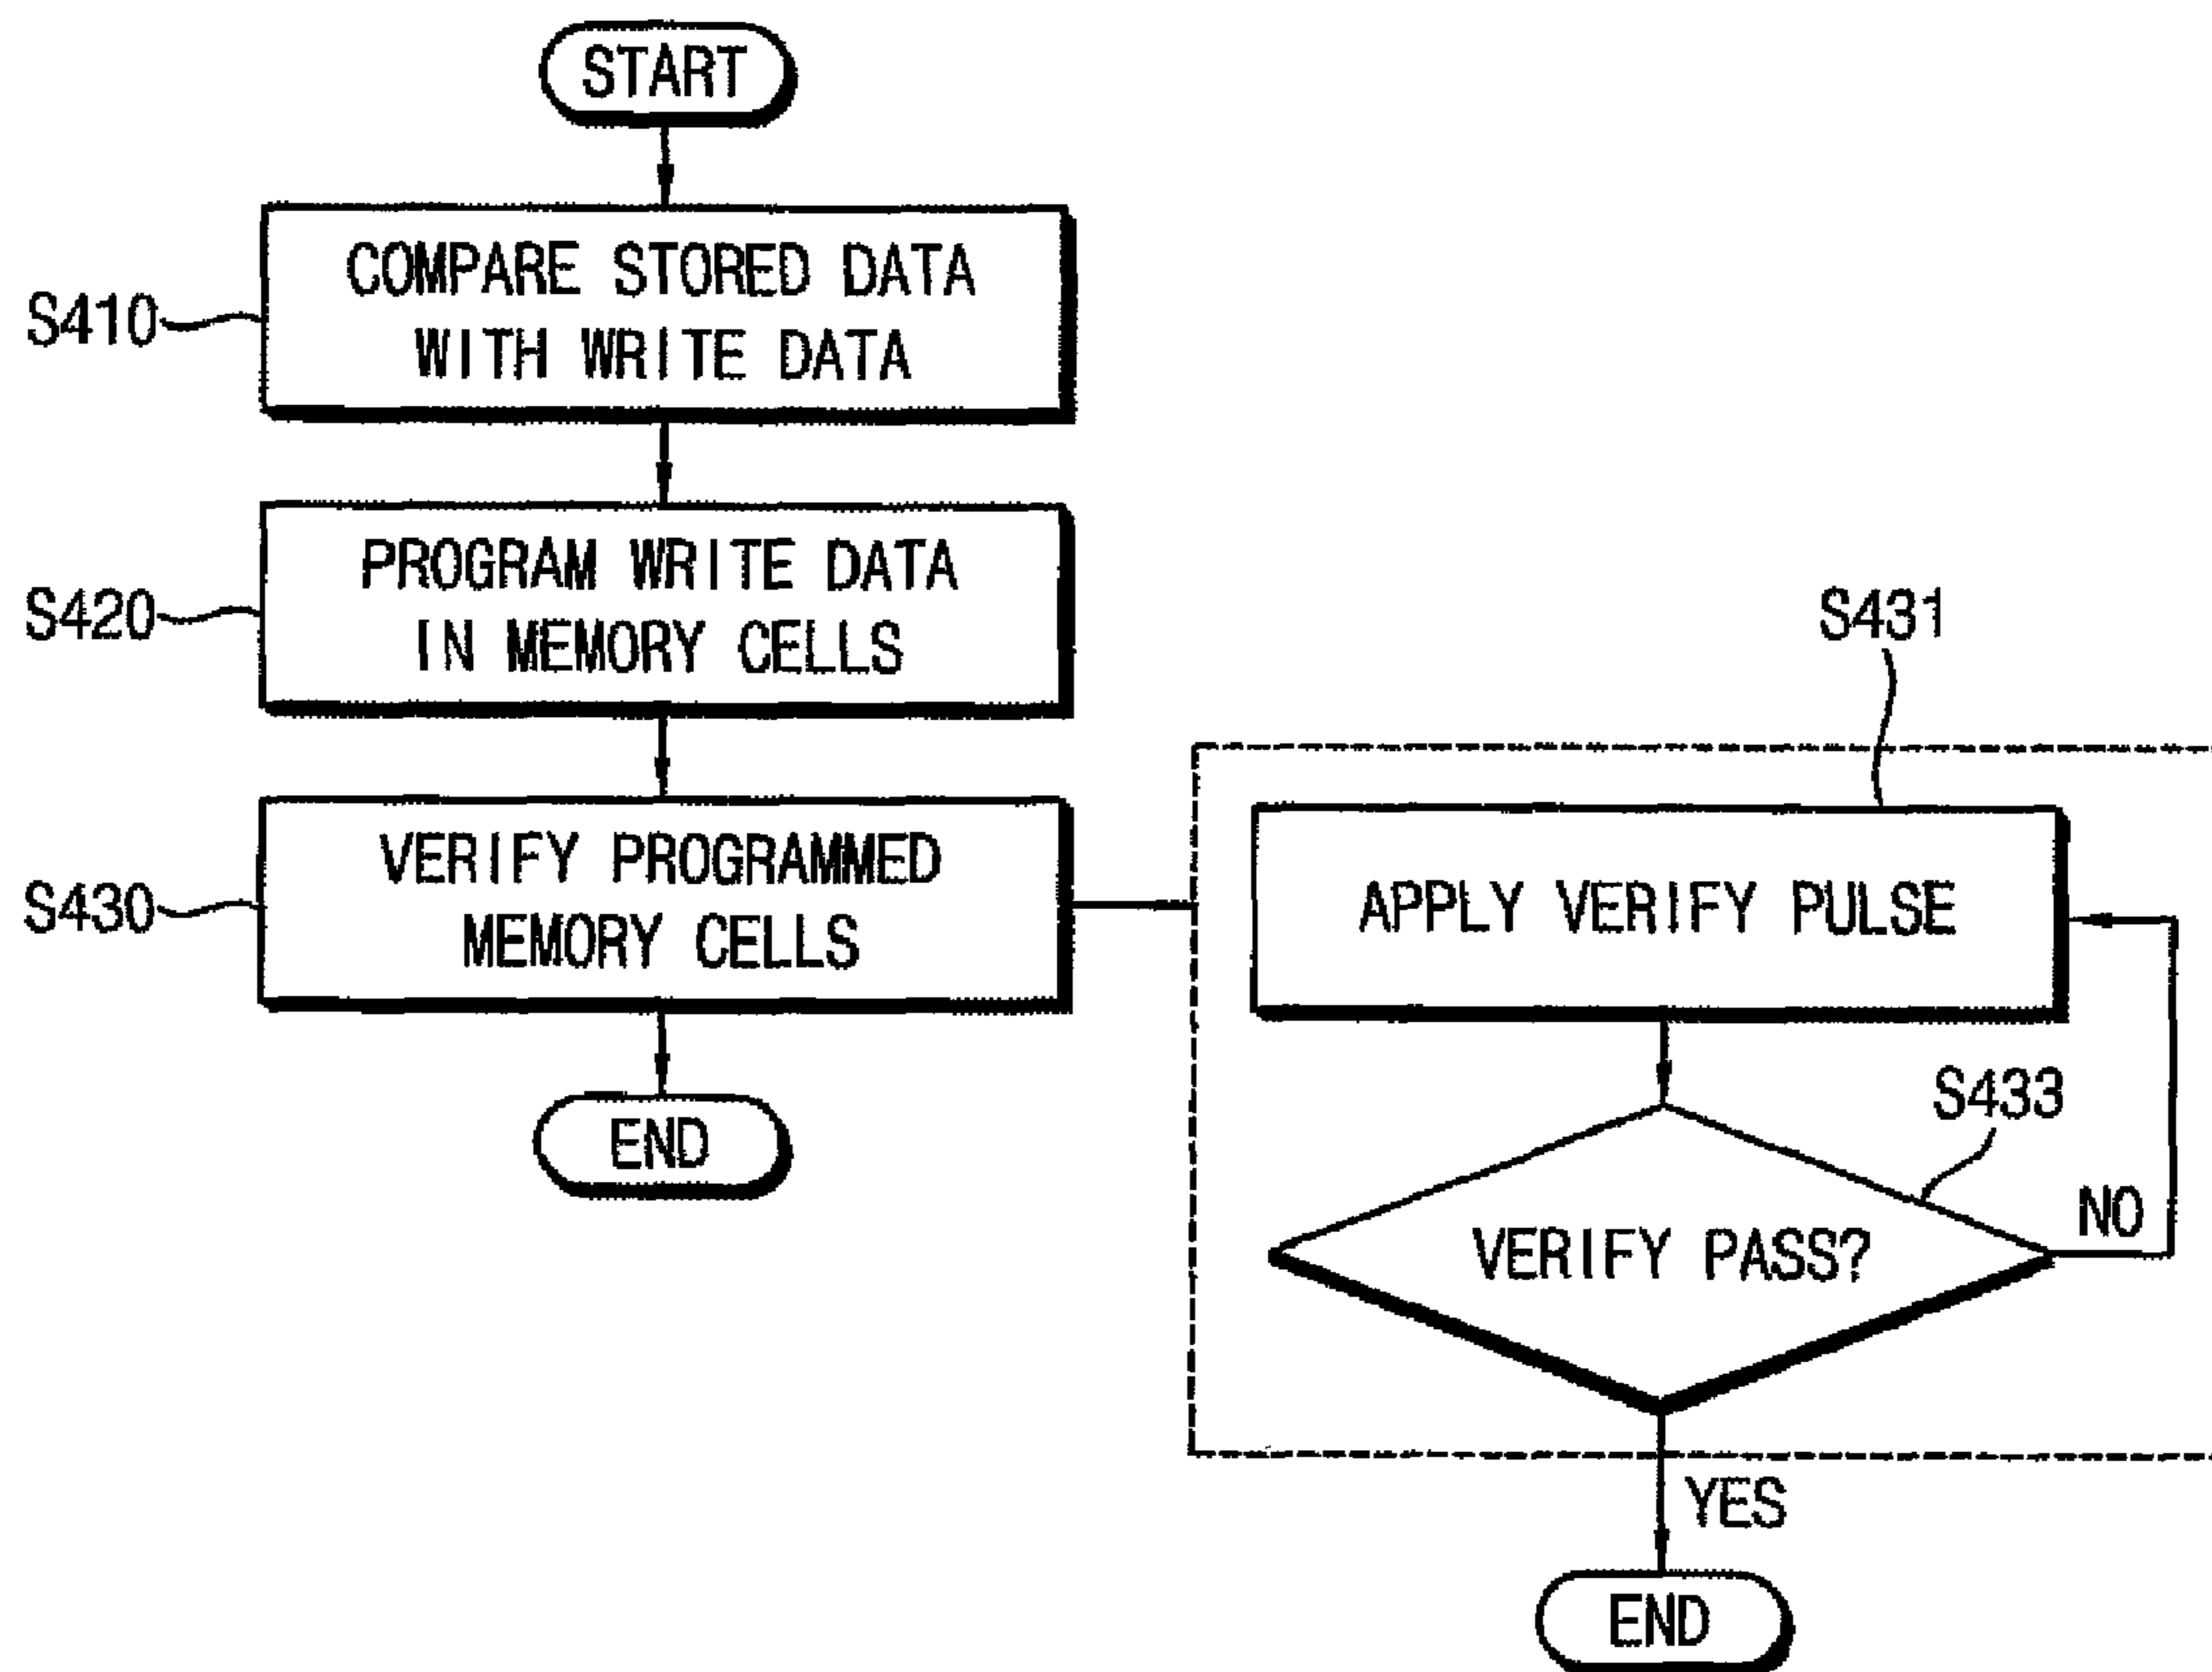 START
S410
COMPARE STORED DATA
WITH WRITE DATA
S420
PROGRAM WRITE DATA
IN MEMORY CELLS
S430
VERIFY PROGRAMMED
MEMORY CELLS
END
S431
APPLY VERIFY PULSE
S433
VERIFY PASS?
NO
YES
END